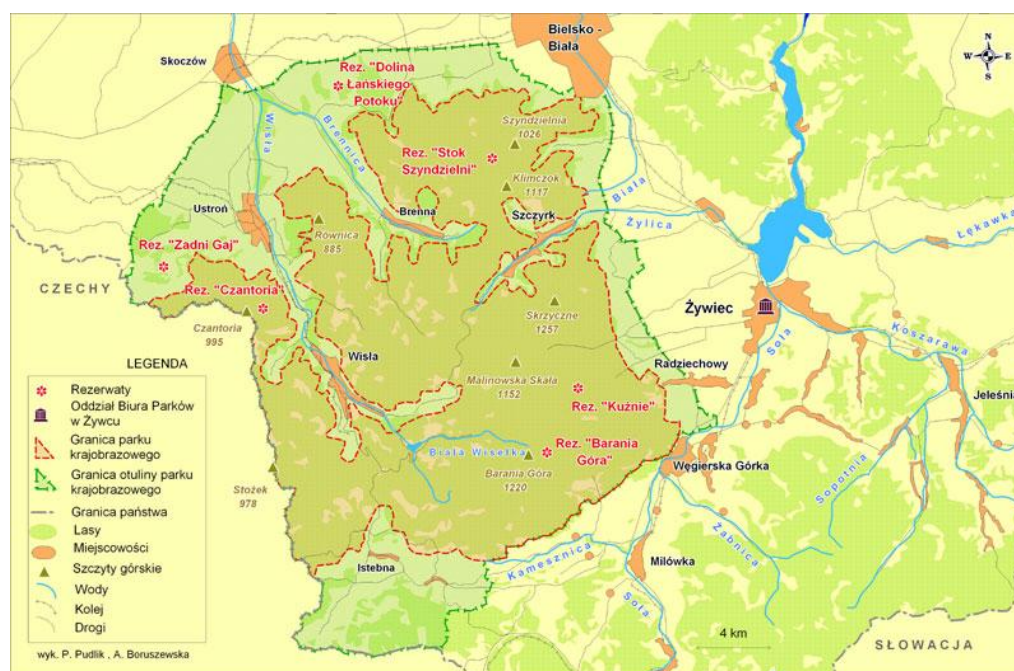 Bielsko -
Biała
N
W E
S
Skoczów
Rez. "Dolina
Łańskiego
Potoku"
Szyndzielnia
1026
Wisła
Brennica
Rez. "Stok
Szyndzielni"
Klimczok
1117
Biała
Ustroń
Brenna
Szczyrk
Żylica
Łękawka
Równica
885
Rez. "Zadni Gaj"
CZECHY
Rez. "Czantoria"
Czantoria
995
Skrzyczne
1257
Żywiec
Soła
Koszarawa
Wisła
Radziechowy
Malinowska Skała
1152
Rez. "Kuźnie"
Jeleśnia
Biała Wisełka
Rez. "Barania
Góra"
Barania Góra
1220
Węgierska Górka
Sopotnia
Stożek
978
Żabnica
Istebna
Kamesznica
Milówka
Soła
4 km
SŁOWACJA
LEGENDA
Rezerwaty
Oddział Biura Parków
w Żywcu
Granica parku
krajobrazowego
Granica otuliny parku
krajobrazowego
Granica państwa
Lasy
Miejscowości
Szczyty górskie
Wody
Kolej
Drogi
wyk. P. Pudlik , A. Boruszewska